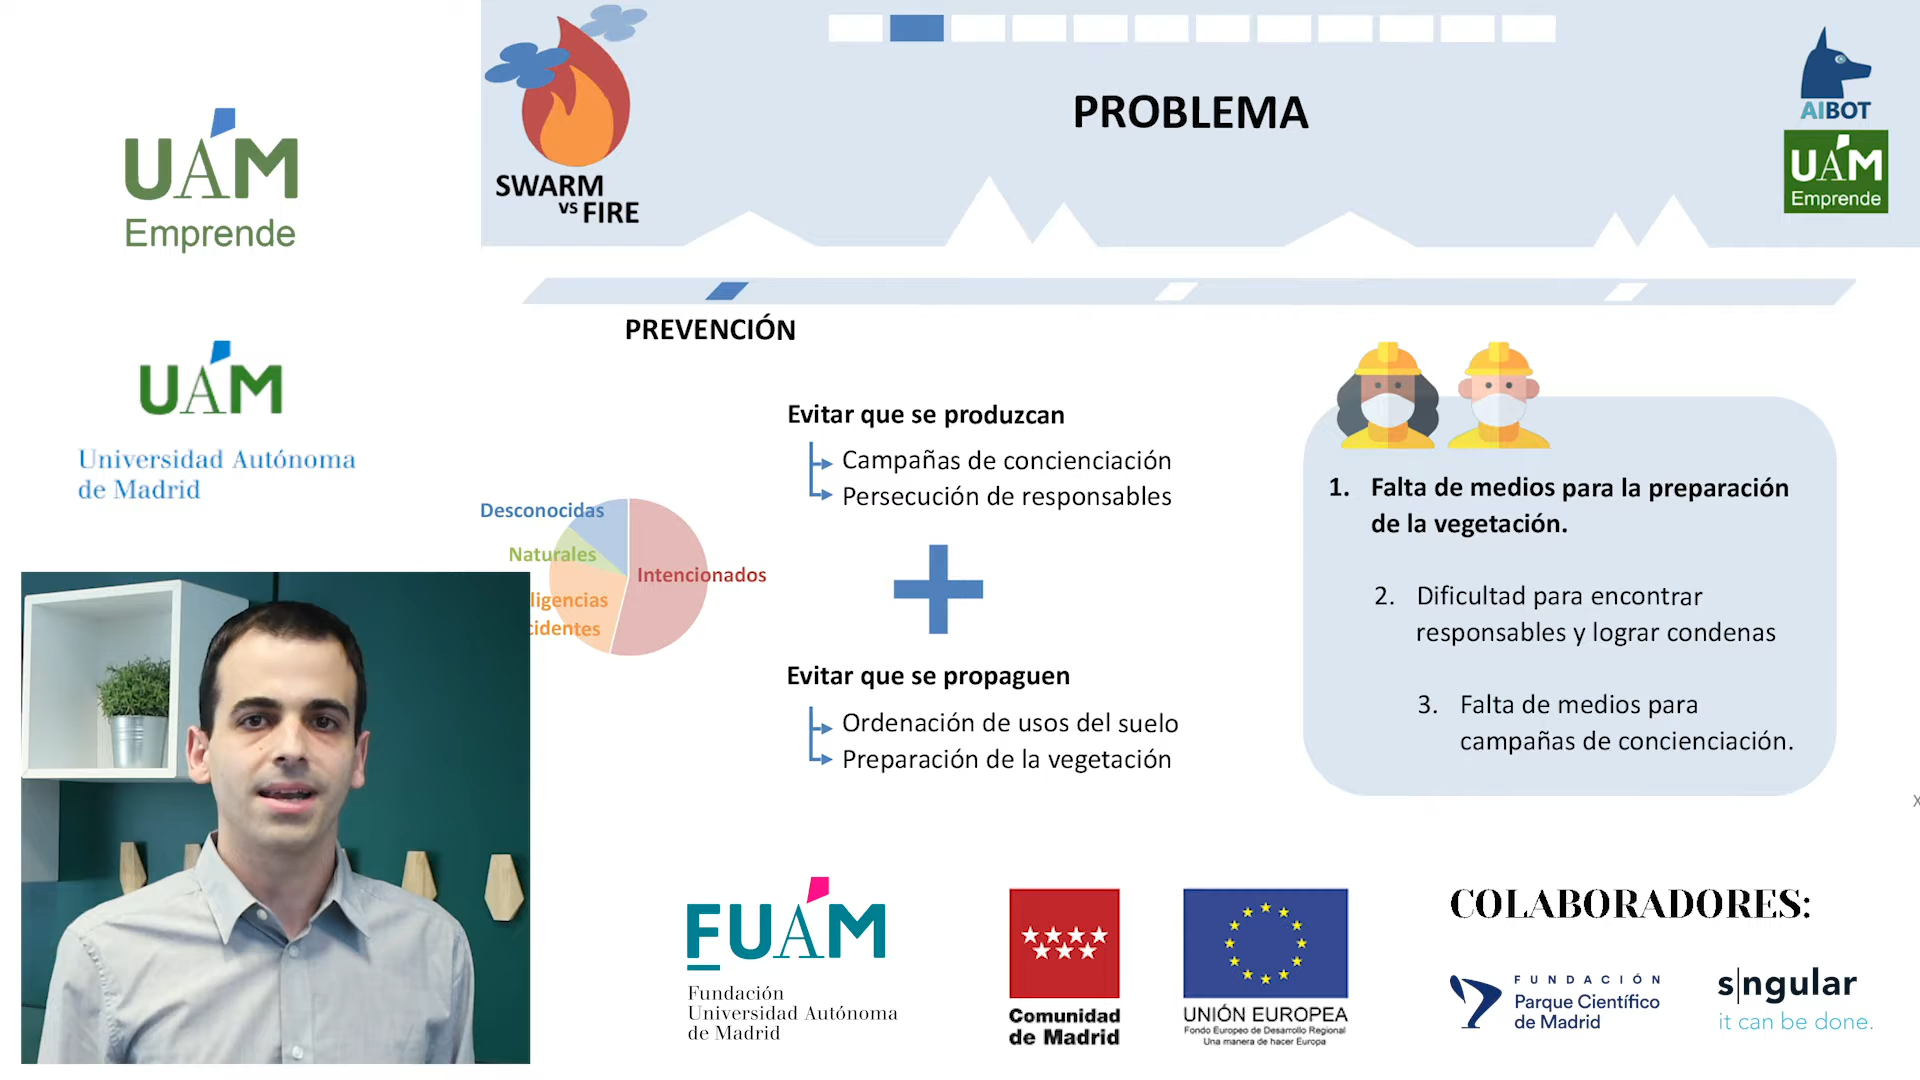 UAM
Emprende
UAM
Universidad Autónoma
de Madrid
SWARM
vs FIRE
PROBLEMA
AIBOT
UAM
Emprende
PREVENCIÓN
Desconocidas
Naturales
ligencias
cidentes
Intencionados
Evitar que se produzcan
Campañas de concienciación
Persecución de responsables
Evitar que se propaguen
Ordenación de usos del suelo
Preparación de la vegetación
1. Falta de medios para la preparación
de la vegetación.
2. Dificultad para encontrar
responsables y lograr condenas
3. Falta de medios para
campañas de concienciación.
x
FUAM
Fundación
Universidad Autónoma
de Madrid
Comunidad
de Madrid
UNIÓN EUROPEA
Fondo Europeo de Desarrollo Regional
Una manera de hacer Europa
COLABORADORES:
FUNDACIÓN
Parque Científico
de Madrid
s|ngular
it can be done.